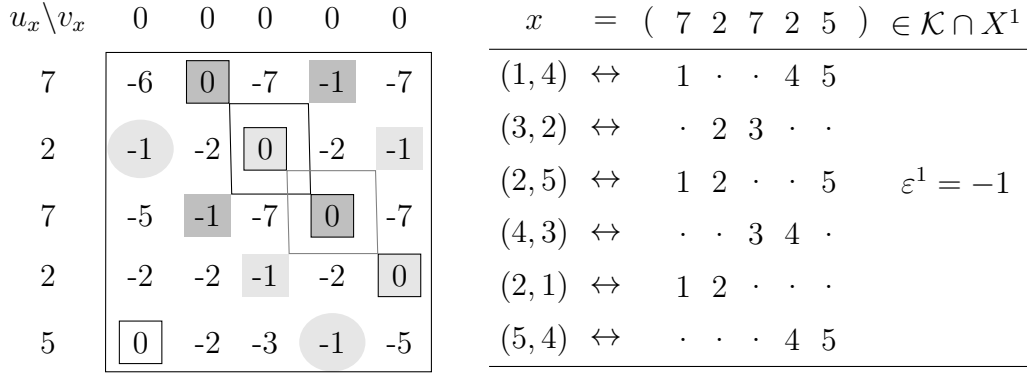 u_x\v_x 0 0 0 0 0
7 -6 0 -7 -1 -7
2 -1 -2 0 -2 -1
7 -5 -1 -7 0 -7
2 -2 -2 -1 -2 0
5 0 -2 -3 -1 -5
x = ( 7 2 7 2 5 ) ∈ 𝒦 ∩ X¹
(1, 4) ↔ 1 · · 4 5
(3, 2) ↔ · 2 3 · ·
(2, 5) ↔ 1 2 · · 5 ε¹ = −1
(4, 3) ↔ · · 3 4 ·
(2, 1) ↔ 1 2 · · ·
(5, 4) ↔ · · · 4 5